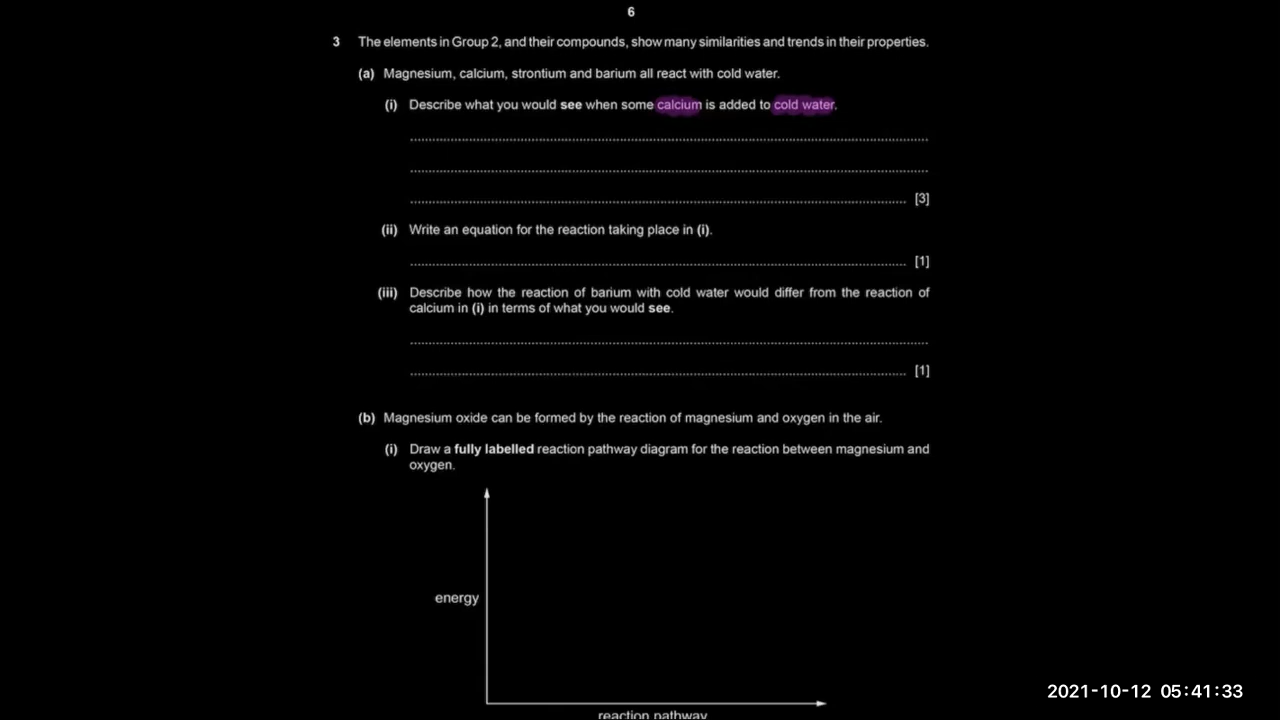 6
3 The elements in Group 2, and their compounds, show many similarities and trends in their properties.
(a) Magnesium, calcium, strontium and barium all react with cold water.
(i) Describe what you would see when some calcium is added to cold water.
[3]
(ii) Write an equation for the reaction taking place in (i).
[1]
(iii) Describe how the reaction of barium with cold water would differ from the reaction of
calcium in (i) in terms of what you would see.
[1]
(b) Magnesium oxide can be formed by the reaction of magnesium and oxygen in the air.
(i) Draw a fully labelled reaction pathway diagram for the reaction between magnesium and
oxygen.
energy
reaction pathway
2021-10-12 05:41:33